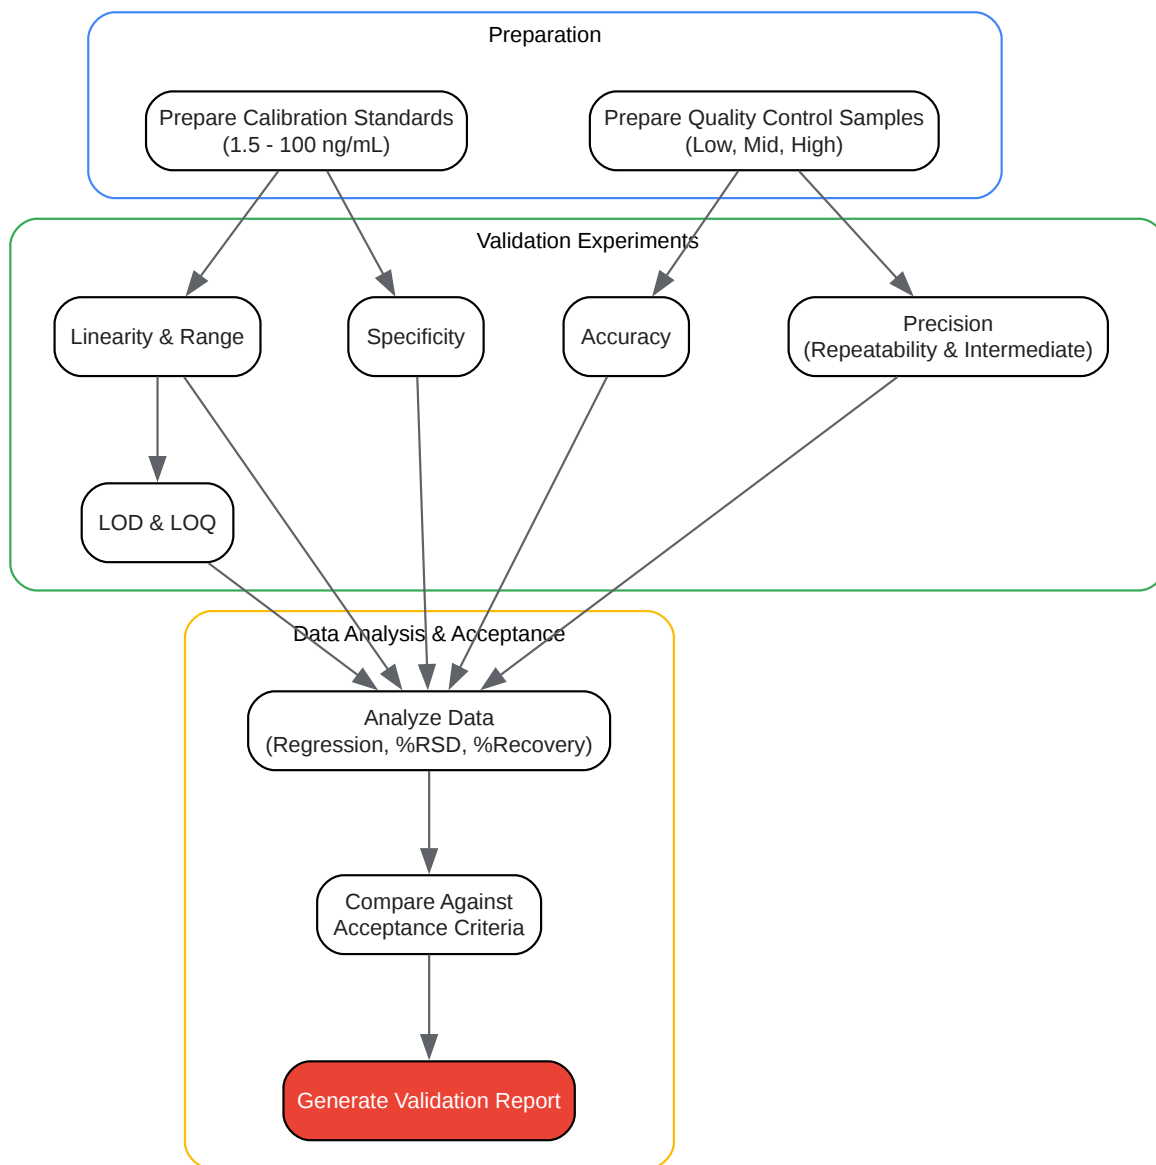 Preparation
Prepare Calibration Standards
(1.5 - 100 ng/mL)
Prepare Quality Control Samples
(Low, Mid, High)
Validation Experiments
Linearity & Range
Specificity
Accuracy
Precision
(Repeatability & Intermediate)
LOD & LOQ
Data Analysis & Acceptance
Analyze Data
(Regression, %RSD, %Recovery)
Compare Against
Acceptance Criteria
Generate Validation Report